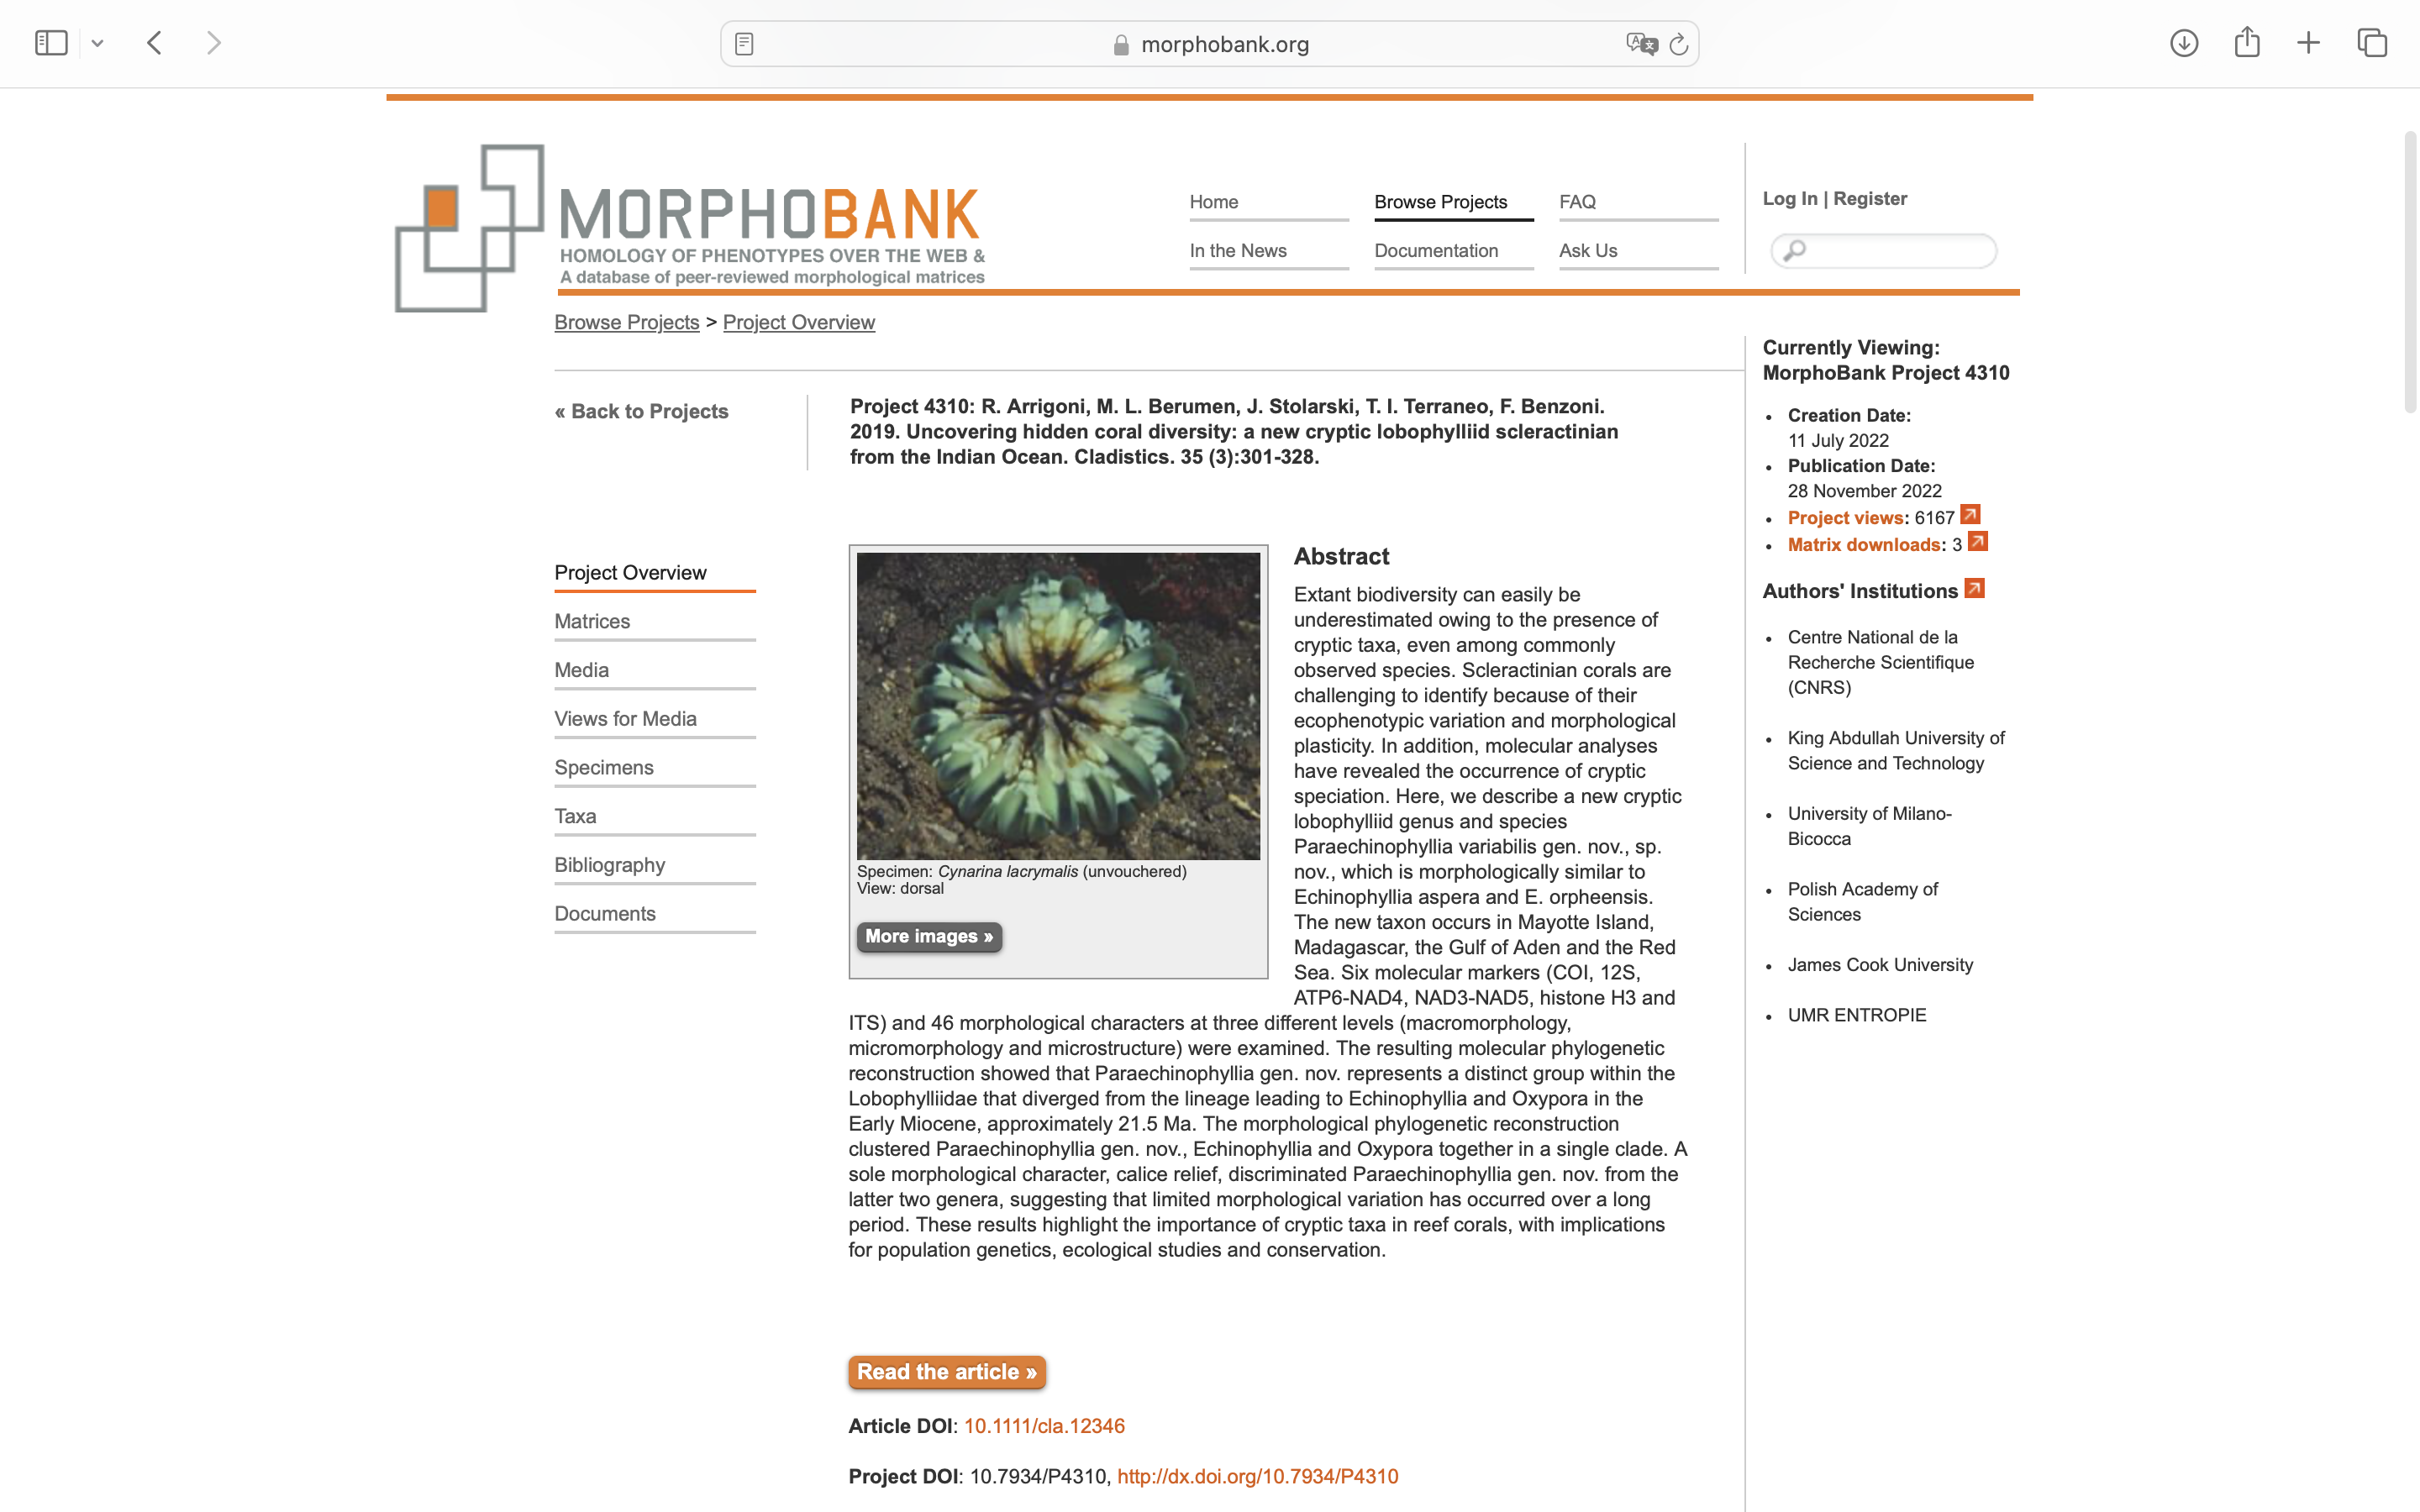 morphobank.org
MORPHOBANK
HOMOLOGY OF PHENOTYPES OVER THE WEB &
A database of peer-reviewed morphological matrices
Home
Browse Projects
FAQ
In the News
Documentation
Ask Us
Log In | Register
Browse Projects > Project Overview
« Back to Projects
Project 4310: R. Arrigoni, M. L. Berumen, J. Stolarski, T. I. Terraneo, F. Benzoni.
2019. Uncovering hidden coral diversity: a new cryptic lobophylliid scleractinian
from the Indian Ocean. Cladistics. 35 (3):301-328.
Project Overview
Matrices
Media
Views for Media
Specimens
Taxa
Bibliography
Documents
Specimen: Cynarina lacrymalis (unvouchered)
View: dorsal
More images »
Abstract
Extant biodiversity can easily be
underestimated owing to the presence of
cryptic taxa, even among commonly
observed species. Scleractinian corals are
challenging to identify because of their
ecophenotypic variation and morphological
plasticity. In addition, molecular analyses
have revealed the occurrence of cryptic
speciation. Here, we describe a new cryptic
lobophylliid genus and species
Paraechinophyllia variabilis gen. nov., sp.
nov., which is morphologically similar to
Echinophyllia aspera and E. orpheensis.
The new taxon occurs in Mayotte Island,
Madagascar, the Gulf of Aden and the Red
Sea. Six molecular markers (COI, 12S,
ATP6-NAD4, NAD3-NAD5, histone H3 and
ITS) and 46 morphological characters at three different levels (macromorphology,
micromorphology and microstructure) were examined. The resulting molecular phylogenetic
reconstruction showed that Paraechinophyllia gen. nov. represents a distinct group within the
Lobophylliidae that diverged from the lineage leading to Echinophyllia and Oxypora in the
Early Miocene, approximately 21.5 Ma. The morphological phylogenetic reconstruction
clustered Paraechinophyllia gen. nov., Echinophyllia and Oxypora together in a single clade. A
sole morphological character, calice relief, discriminated Paraechinophyllia gen. nov. from the
latter two genera, suggesting that limited morphological variation has occurred over a long
period. These results highlight the importance of cryptic taxa in reef corals, with implications
for population genetics, ecological studies and conservation.
Read the article »
Article DOI: 10.1111/cla.12346
Project DOI: 10.7934/P4310, http://dx.doi.org/10.7934/P4310
Currently Viewing:
MorphoBank Project 4310
• Creation Date:
11 July 2022
• Publication Date:
28 November 2022
• Project views: 6167
• Matrix downloads: 3
Authors' Institutions
• Centre National de la
Recherche Scientifique
(CNRS)
• King Abdullah University of
Science and Technology
• University of Milano-
Bicocca
• Polish Academy of
Sciences
• James Cook University
• UMR ENTROPIE